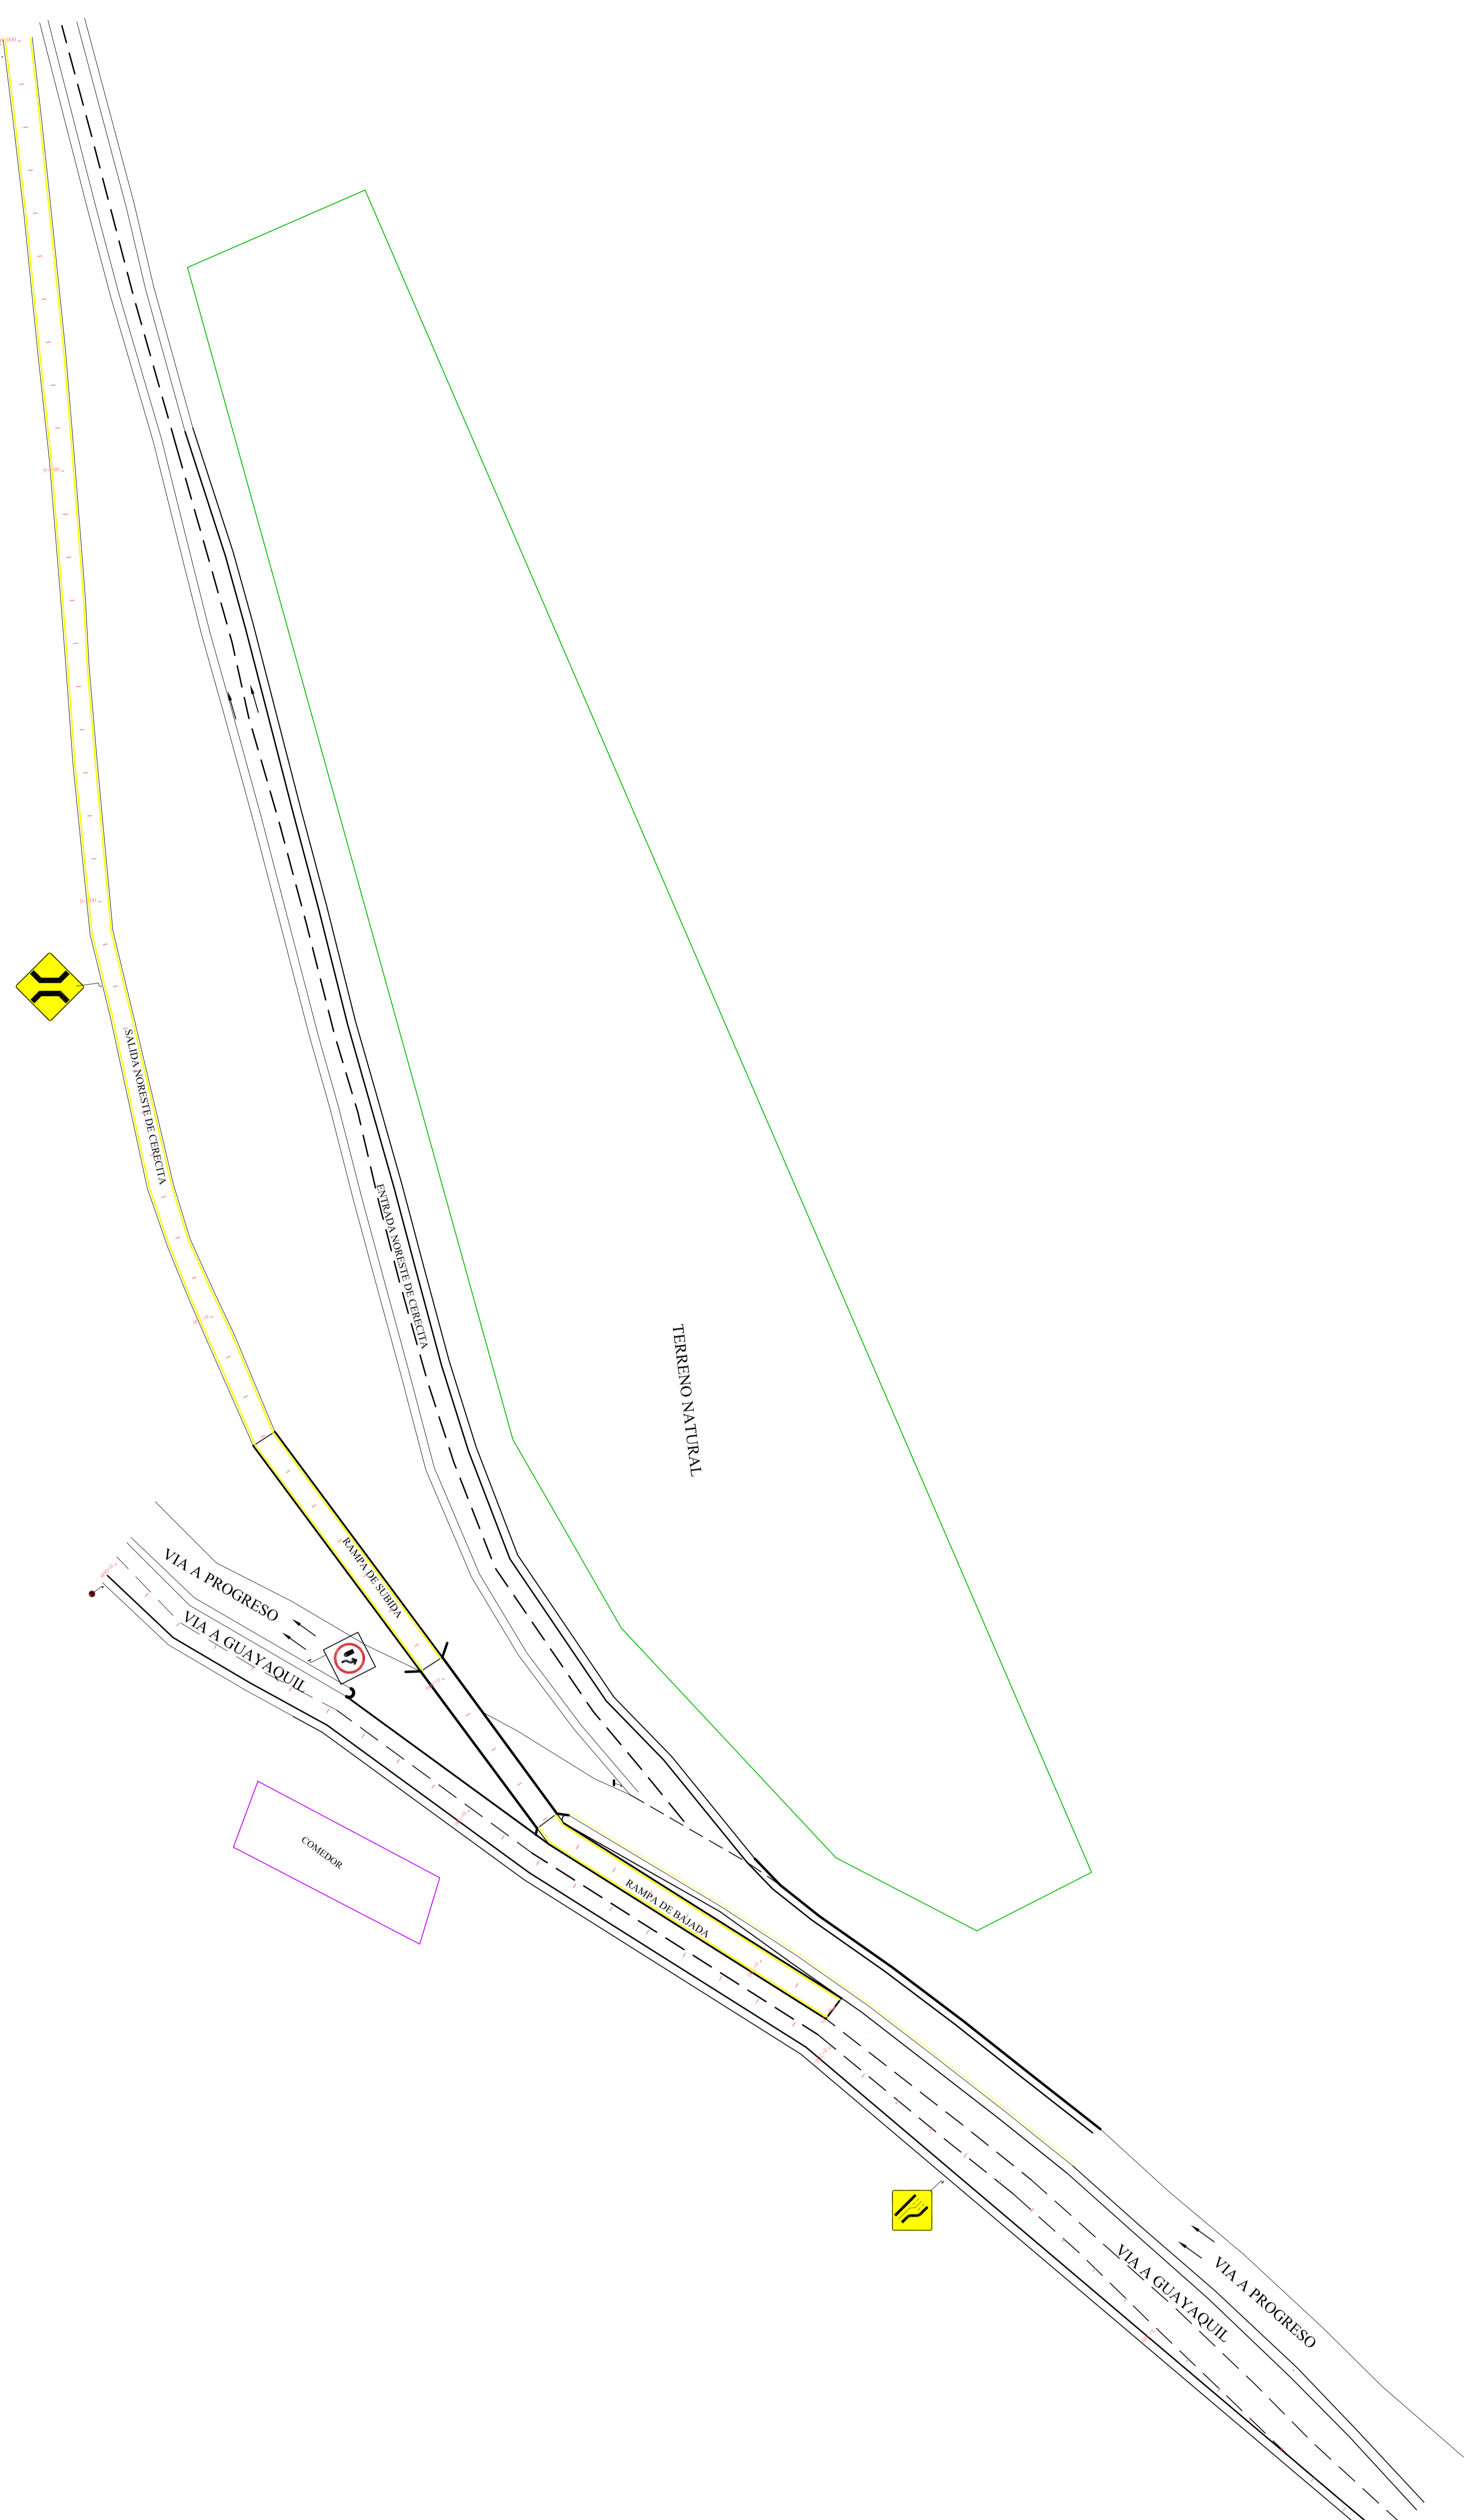 SALIDA NORESTE DE CERECITA
ENTRADA NORESTE DE CERECITA
TERRENO NATURAL
RAMPA DE SUBIDA
VIA A PROGRESO
VIA A GUAYAQUIL
COMEDOR
RAMPA DE BAJADA
VIA A GUAYAQUIL
VIA A PROGRESO